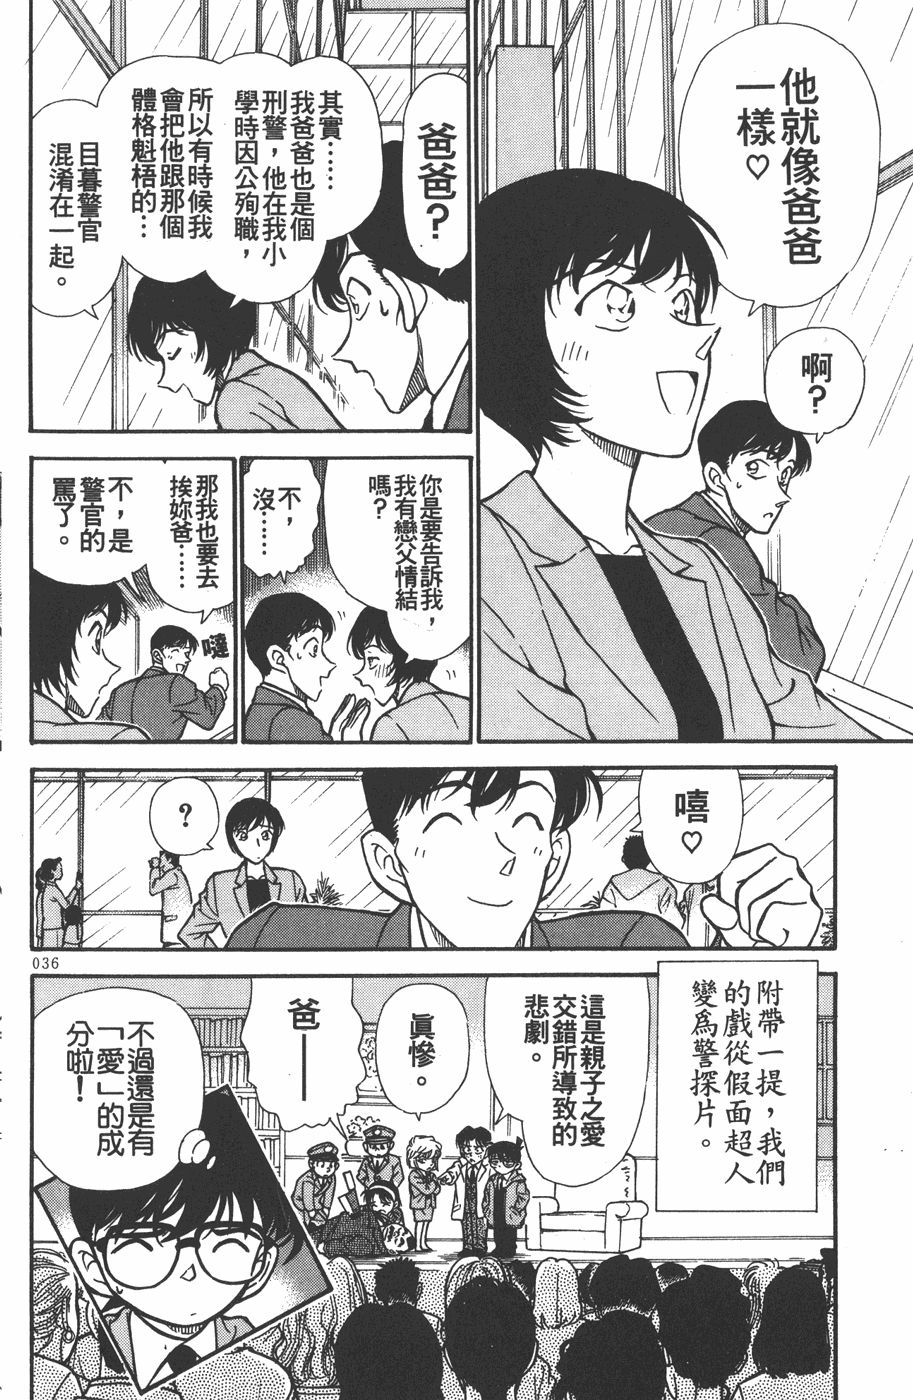 他就像爸爸
一樣♡
啊？
爸爸？
其實……
我爸爸也是個
刑警，他在我小
學時因公殉職，
所以有時候我
會把他跟那個
體格魁梧的…
目暮警官
混淆在一起。
你是要告訴我，
我有戀父情結
嗎？
不，
沒……
那我也要去
挨妳爸……
不，是
警官的
罵了。
噠
嘻♡
？
036
附帶一提，我們
的戲從假面超人
變爲警探片。
這是親子之愛
交錯所導致的
悲劇。
眞慘。
爸──
不過還是有
「愛」的成
分啦！